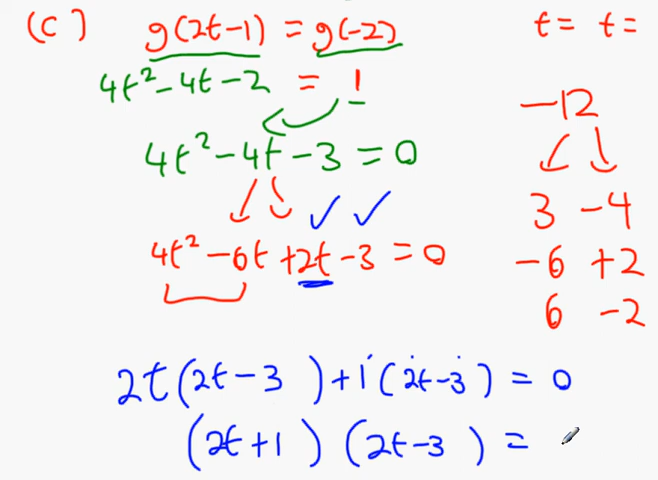 (c) g(2t-1) = g(-2)
t = t =
4t² - 4t - 2 = 1
-12
4t² - 4t - 3 = 0
3 -4
4t² - 6t + 2t - 3 = 0
-6 +2
6 -2
2t(2t-3) + 1(2t-3) = 0
(2t+1)(2t-3) =